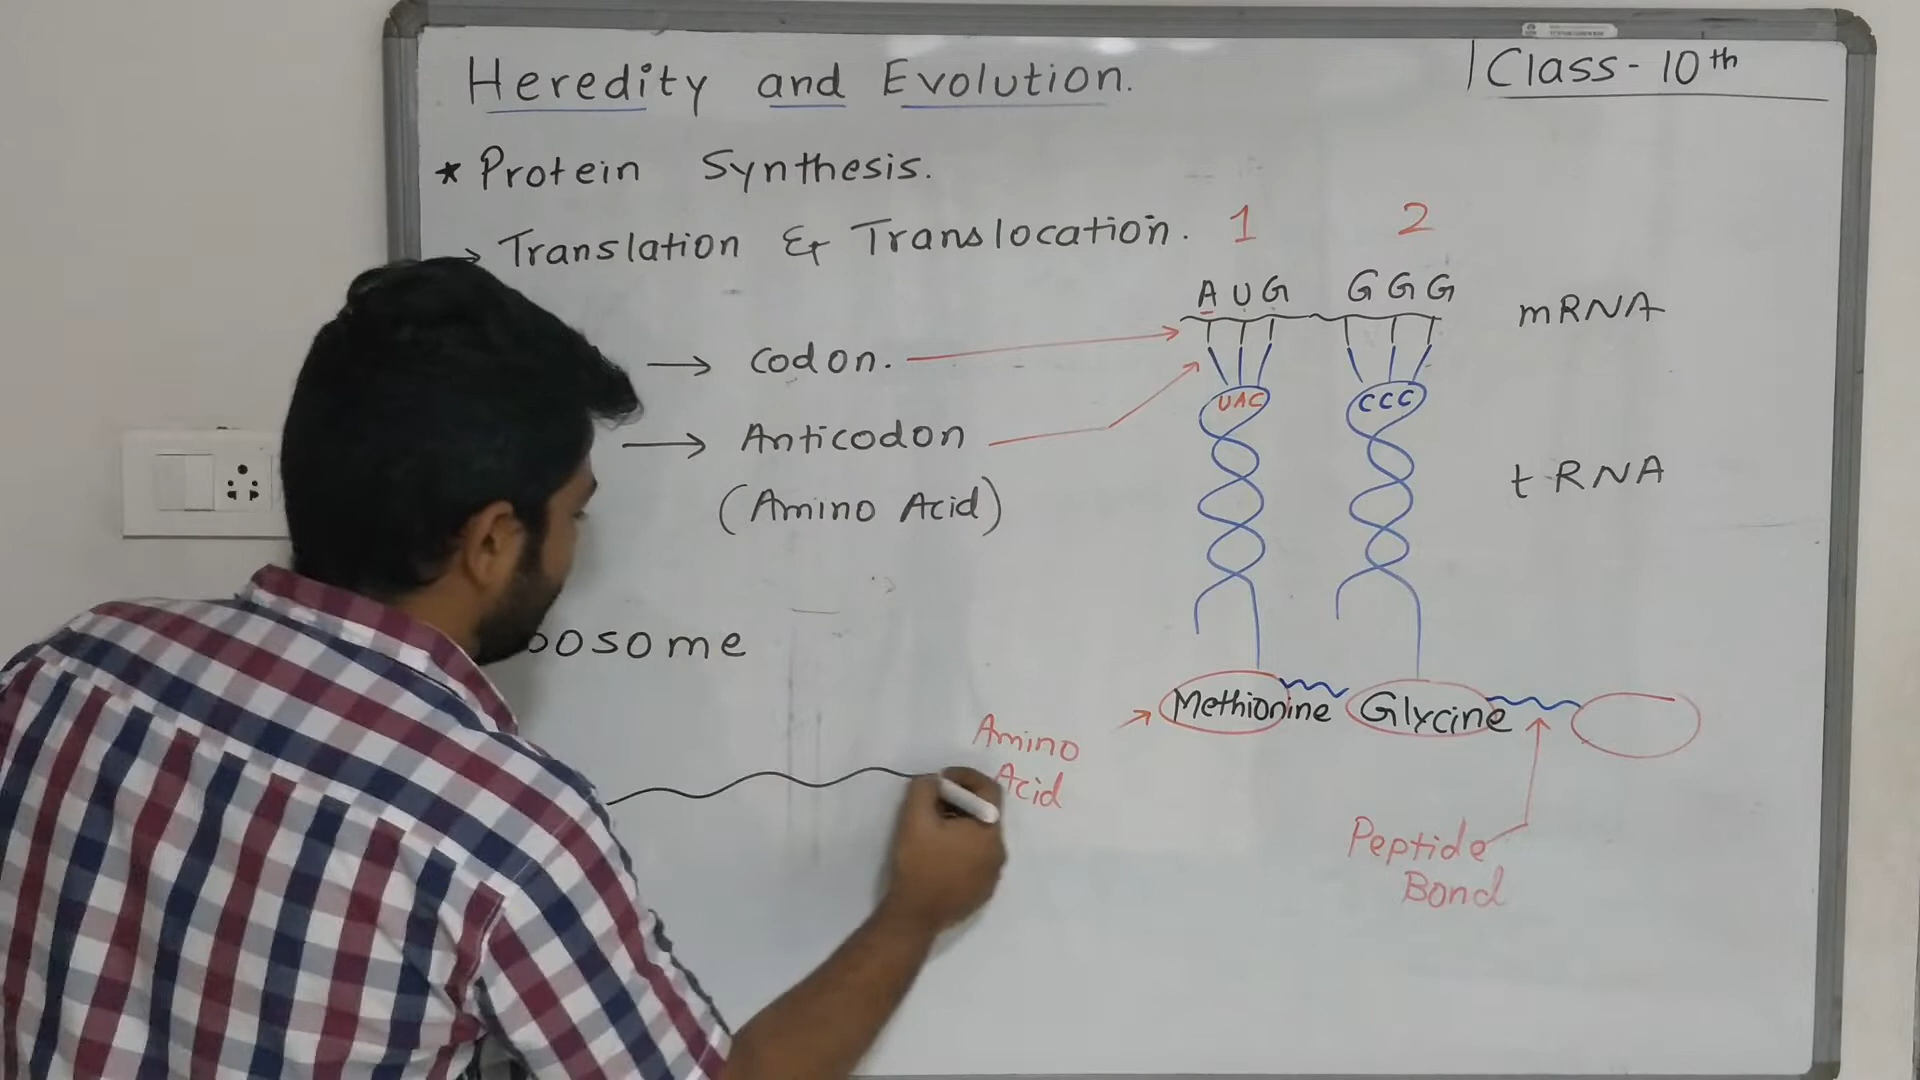 Heredity and Evolution.
Class - 10th
* Protein Synthesis.
→ Translation & Translocation.
1 2
A U G G G G
mRNA
→ Codon.
→ Anticodon
UAC CCC
t-RNA
(Amino Acid)
osome
Methionine Glycine
Amino
Acid
Peptide
Bond